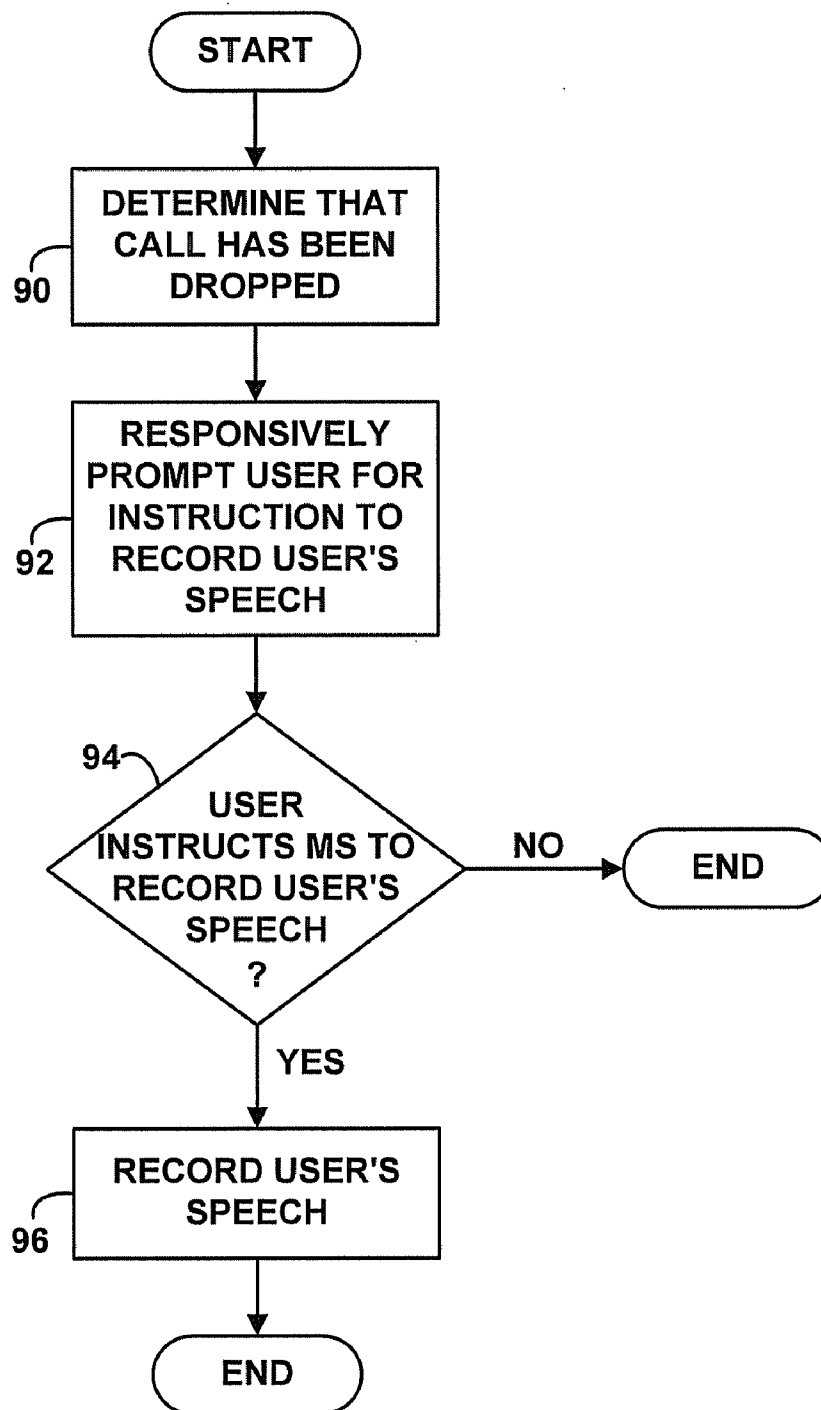 START
DETERMINE THAT
CALL HAS BEEN
DROPPED
90
RESPONSIVELY
PROMPT USER FOR
INSTRUCTION TO
RECORD USER'S
SPEECH
92
94
USER
INSTRUCTS MS TO
RECORD USER'S
SPEECH
?
NO
END
YES
RECORD USER'S
SPEECH
96
END